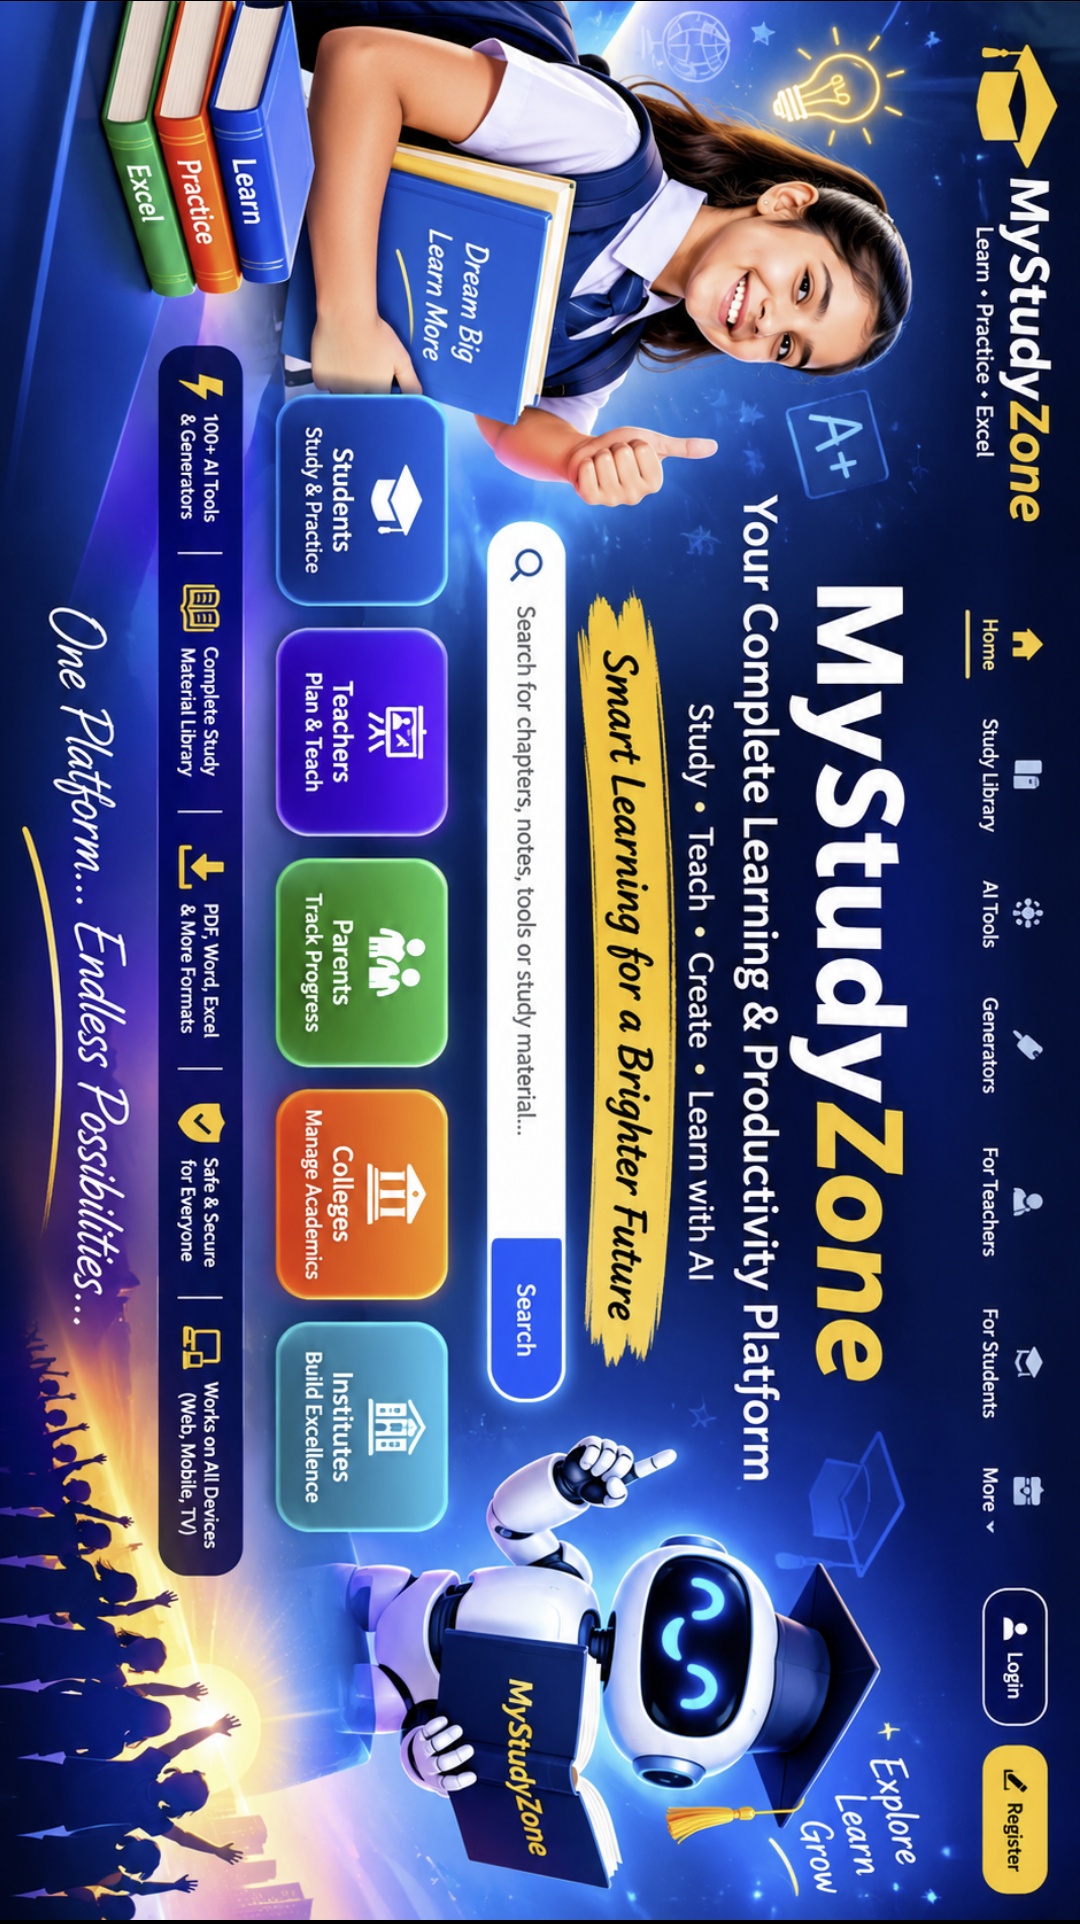 MyStudyZone
Learn • Practice • Excel
Home
Study Library
AI Tools
Generators
For Teachers
For Students
More
Login
Register
MyStudyZone
Your Complete Learning & Productivity Platform
Study • Teach • Create • Learn with AI
Smart Learning for a Brighter Future
Search for chapters, notes, tools or study material...
Search
A+
Explore
Learn
Grow
Dream Big
Learn More
MyStudyZone
Students
Study & Practice
Teachers
Plan & Teach
Parents
Track Progress
Colleges
Manage Academics
Institutes
Build Excellence
Learn
Practice
Excel
100+ AI Tools
& Generators
Complete Study
Material Library
PDF, Word, Excel
& More Formats
Safe & Secure
for Everyone
Works on All Devices
(Web, Mobile, TV)
One Platform... Endless Possibilities...